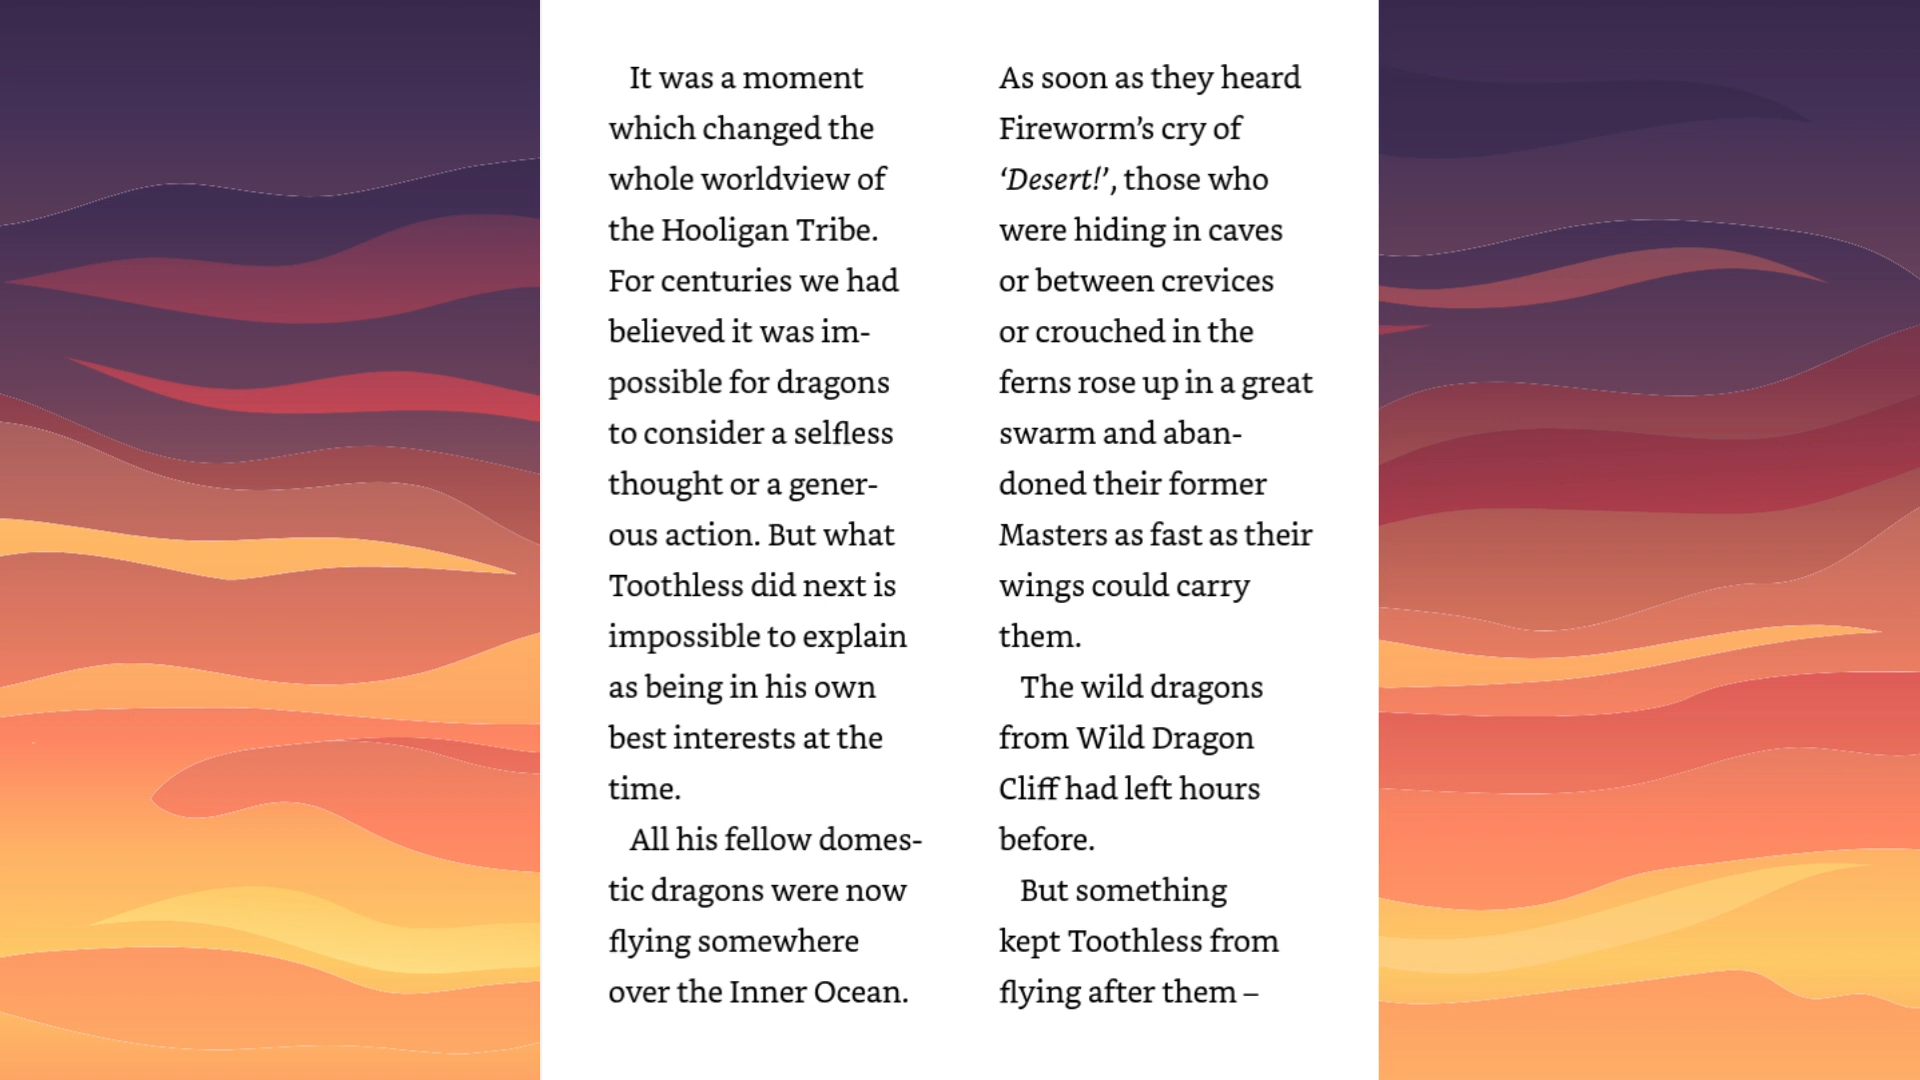 It was a moment
which changed the
whole worldview of
the Hooligan Tribe.
For centuries we had
believed it was im-
possible for dragons
to consider a selfless
thought or a gener-
ous action. But what
Toothless did next is
impossible to explain
as being in his own
best interests at the
time.
All his fellow domes-
tic dragons were now
flying somewhere
over the Inner Ocean.
As soon as they heard
Fireworm’s cry of
‘Desert!’, those who
were hiding in caves
or between crevices
or crouched in the
ferns rose up in a great
swarm and aban-
doned their former
Masters as fast as their
wings could carry
them.
The wild dragons
from Wild Dragon
Cliff had left hours
before.
But something
kept Toothless from
flying after them –